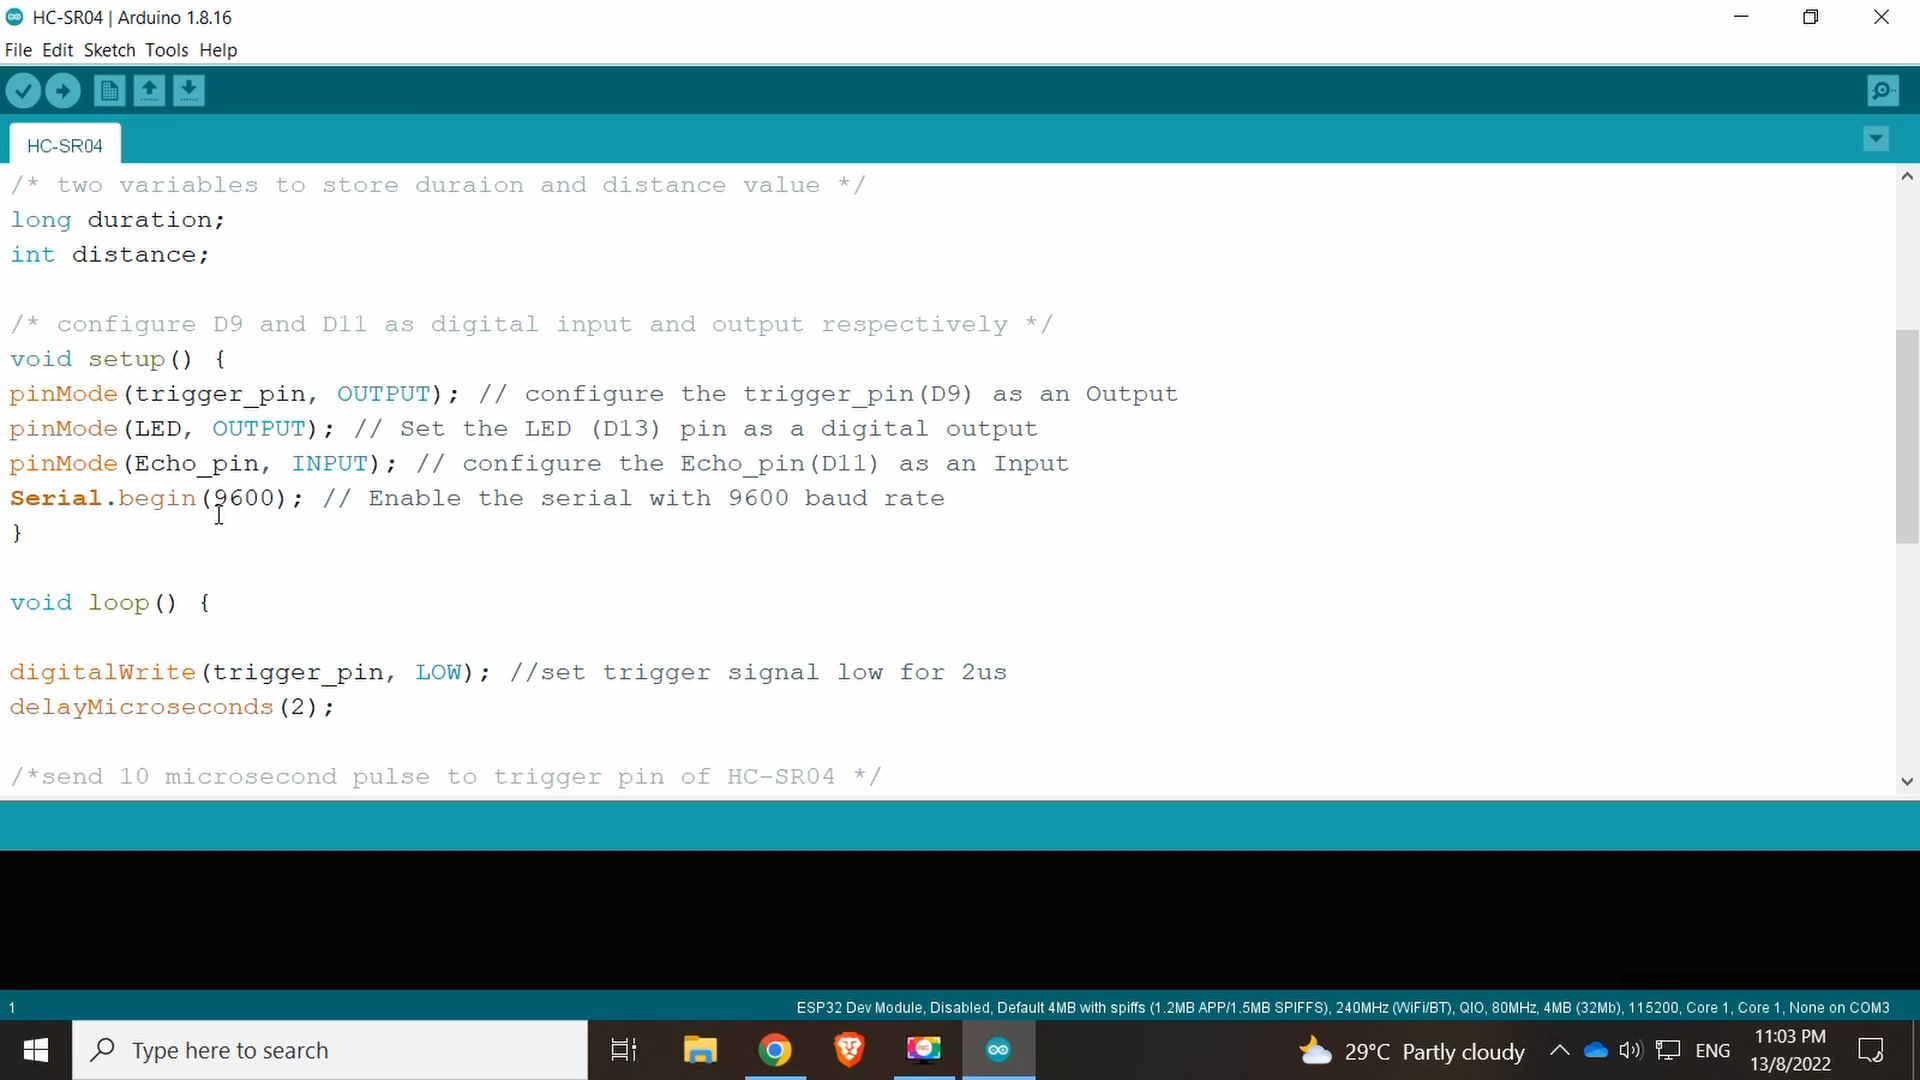 HC-SR04 | Arduino 1.8.16
File Edit Sketch Tools Help
HC-SR04
/* two variables to store duraion and distance value */
long duration;
int distance;
/* configure D9 and D11 as digital input and output respectively */
void setup() {
pinMode(trigger_pin, OUTPUT); // configure the trigger_pin(D9) as an Output
pinMode(LED, OUTPUT); // Set the LED (D13) pin as a digital output
pinMode(Echo_pin, INPUT); // configure the Echo_pin(D11) as an Input
Serial.begin(9600); // Enable the serial with 9600 baud rate
}
void loop() {
digitalWrite(trigger_pin, LOW); //set trigger signal low for 2us
delayMicroseconds(2);
/*send 10 microsecond pulse to trigger pin of HC-SR04 */
1
ESP32 Dev Module, Disabled, Default 4MB with spiffs (1.2MB APP/1.5MB SPIFFS), 240MHz (WiFi/BT), QIO, 80MHz, 4MB (32Mb), 115200, Core 1, Core 1, None on COM3
Type here to search
29°C Partly cloudy
ENG
11:03 PM
13/8/2022